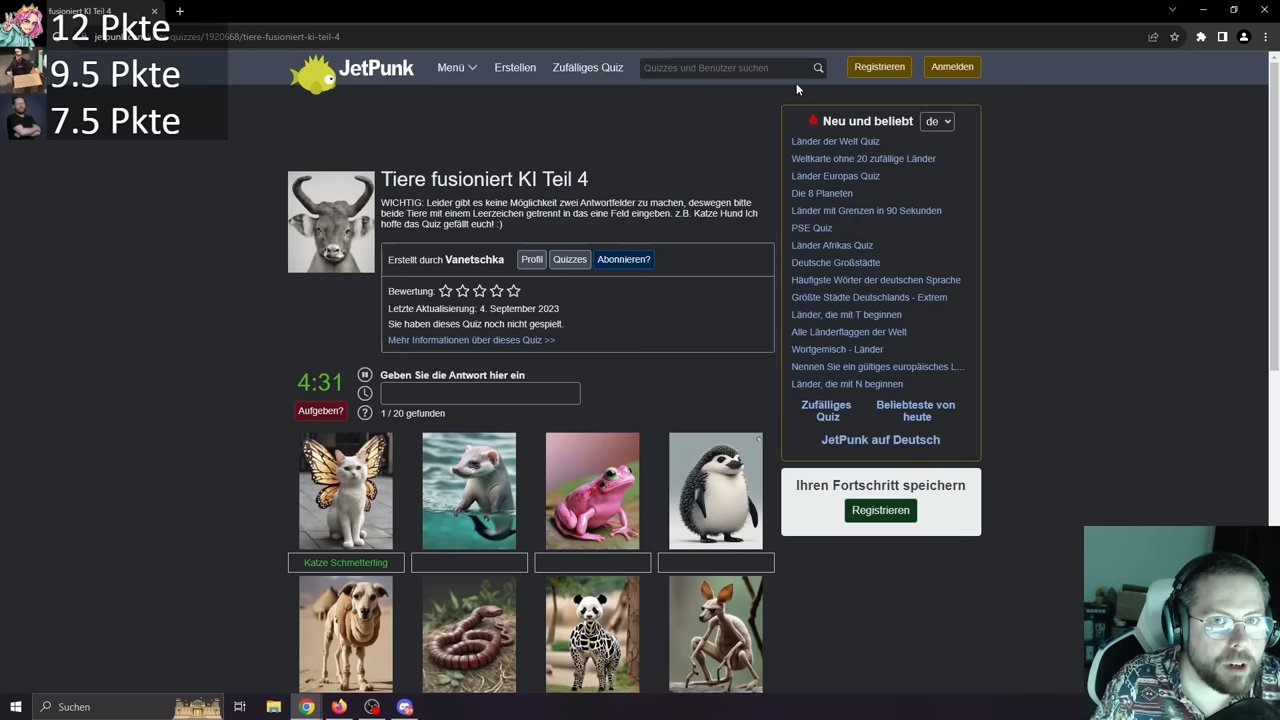 fusioniert KI Teil 4
12 Pkte
9.5 Pkte
7.5 Pkte
quizzes/1920668/tiere-fusioniert-ki-teil-4
JetPunk
Menü
Erstellen
Zufälliges Quiz
Quizzes und Benutzer suchen
Registrieren
Anmelden
Neu und beliebt
de
Länder der Welt Quiz
Weltkarte ohne 20 zufällige Länder
Länder Europas Quiz
Die 8 Planeten
Länder mit Grenzen in 90 Sekunden
PSE Quiz
Länder Afrikas Quiz
Deutsche Großstädte
Häufigste Wörter der deutschen Sprache
Größte Städte Deutschlands - Extrem
Länder, die mit T beginnen
Alle Länderflaggen der Welt
Wortgemisch - Länder
Nennen Sie ein gültiges europäisches L...
Länder, die mit N beginnen
Zufälliges
Quiz
Beliebteste von
heute
JetPunk auf Deutsch
Ihren Fortschritt speichern
Registrieren
Tiere fusioniert KI Teil 4
WICHTIG: Leider gibt es keine Möglichkeit zwei Antwortfelder zu machen, deswegen bitte
beide Tiere mit einem Leerzeichen getrennt in das eine Feld eingeben. z.B. Katze Hund Ich
hoffe das Quiz gefällt euch! :)
Erstellt durch Vanetschka
Profil
Quizzes
Abonnieren?
Bewertung:
Letzte Aktualisierung: 4. September 2023
Sie haben dieses Quiz noch nicht gespielt.
Mehr Informationen über dieses Quiz >>
4:31
Aufgeben?
Geben Sie die Antwort hier ein
1 / 20 gefunden
Katze Schmetterling
Suchen